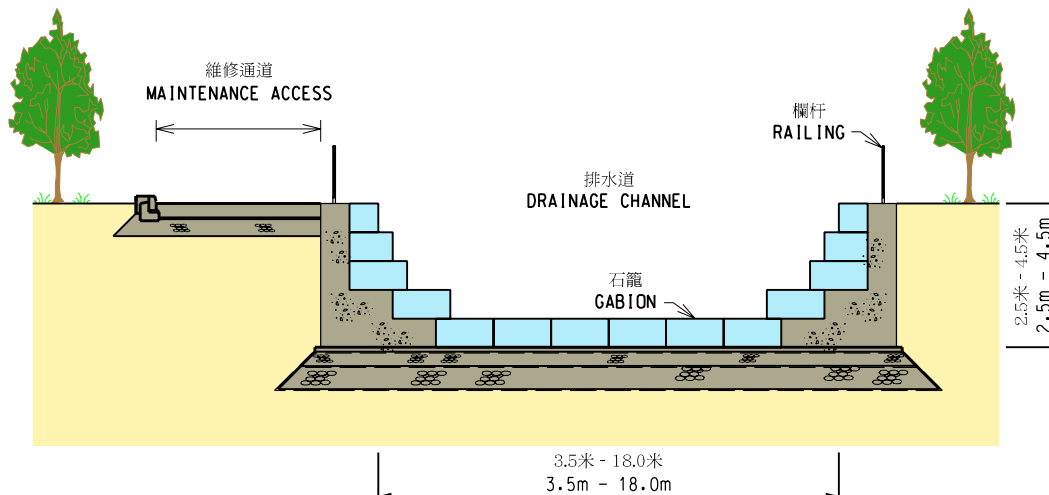 維修通道
MAINTENANCE ACCESS
欄杆
RAILING
排水道
DRAINAGE CHANNEL
石籠
GABION
2.5米 - 4.5米
2.5m - 4.5m
3.5米 - 18.0米
3.5m - 18.0m